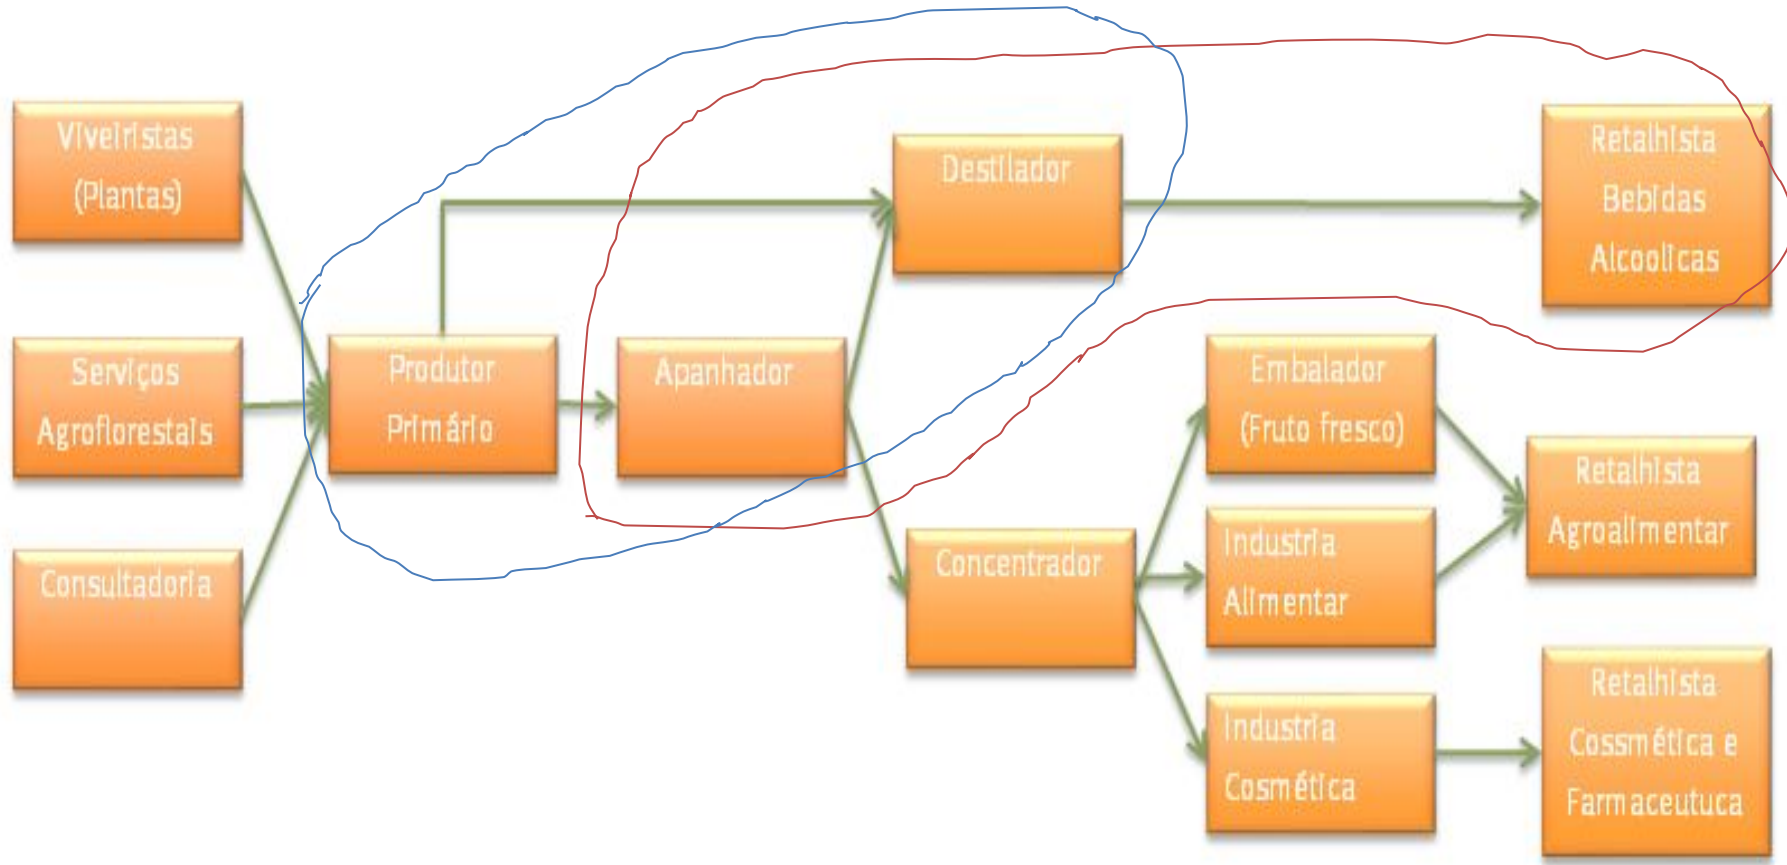 Viveiristas
(Plantas)
Serviços
Agroflorestais
Consultadoria
Produtor
Primário
Apanhador
Destilador
Concentrador
Embalador
(Fruto fresco)
Industria
Alimentar
Industria
Cosmética
Retalhista
Bebidas
Alcoolicas
Retalhista
Agroalimentar
Retalhista
Cossmética e
Farmaceutuca